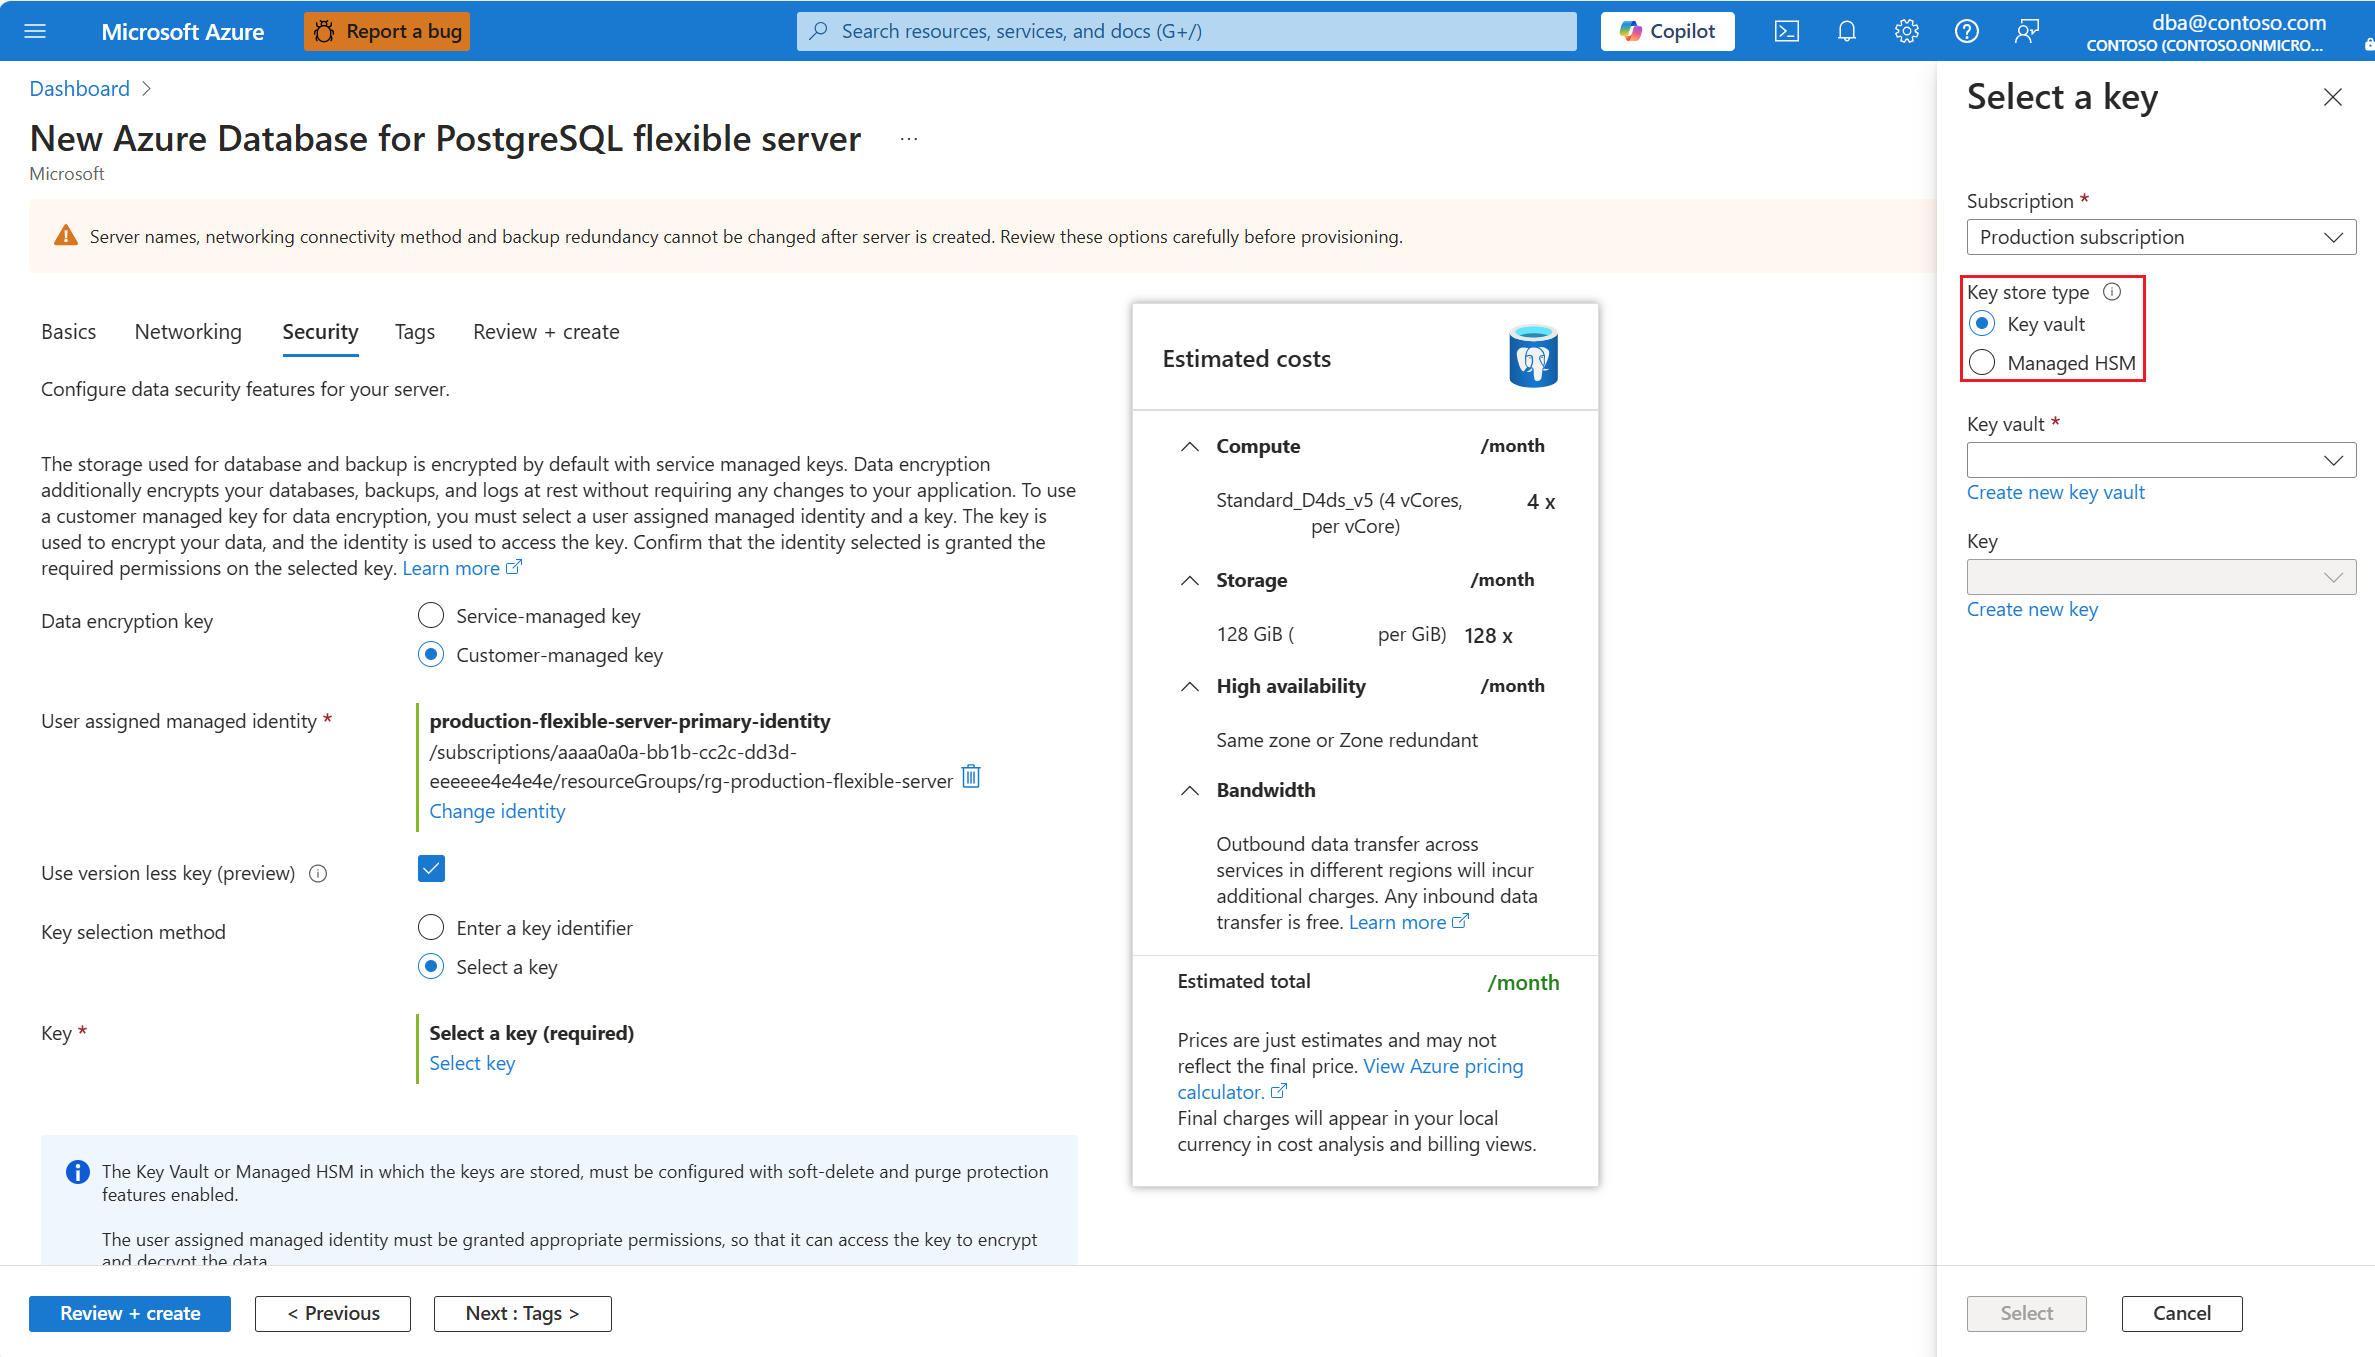 Microsoft Azure
Report a bug
Search resources, services, and docs (G+/)
Copilot
dba@contoso.com
CONTOSO (CONTOSO.ONMICRO...
Dashboard
New Azure Database for PostgreSQL flexible server
...
Microsoft
Server names, networking connectivity method and backup redundancy cannot be changed after server is created. Review these options carefully before provisioning.
Basics
Networking
Security
Tags
Review + create
Configure data security features for your server.
The storage used for database and backup is encrypted by default with service managed keys. Data encryption
additionally encrypts your databases, backups, and logs at rest without requiring any changes to your application. To use
a customer managed key for data encryption, you must select a user assigned managed identity and a key. The key is
used to encrypt your data, and the identity is used to access the key. Confirm that the identity selected is granted the
required permissions on the selected key. Learn more
Data encryption key
Service-managed key
Customer-managed key
User assigned managed identity *
production-flexible-server-primary-identity
/subscriptions/aaaa0a0a-bb1b-cc2c-dd3d-
eeeeee4e4e4e/resourceGroups/rg-production-flexible-server
Change identity
Use version less key (preview)
Key selection method
Enter a key identifier
Select a key
Key *
Select a key (required)
Select key
The Key Vault or Managed HSM in which the keys are stored, must be configured with soft-delete and purge protection
features enabled.
The user assigned managed identity must be granted appropriate permissions, so that it can access the key to encrypt
and decrypt the data
Review + create
< Previous
Next : Tags >
Estimated costs
Compute /month
Standard_D4ds_v5 (4 vCores, 4 x
per vCore)
Storage /month
128 GiB ( per GiB) 128 x
High availability /month
Same zone or Zone redundant
Bandwidth
Outbound data transfer across
services in different regions will incur
additional charges. Any inbound data
transfer is free. Learn more
Estimated total /month
Prices are just estimates and may not
reflect the final price. View Azure pricing
calculator.
Final charges will appear in your local
currency in cost analysis and billing views.
Select a key
Subscription *
Production subscription
Key store type
Key vault
Managed HSM
Key vault *
Create new key vault
Key
Create new key
Select
Cancel